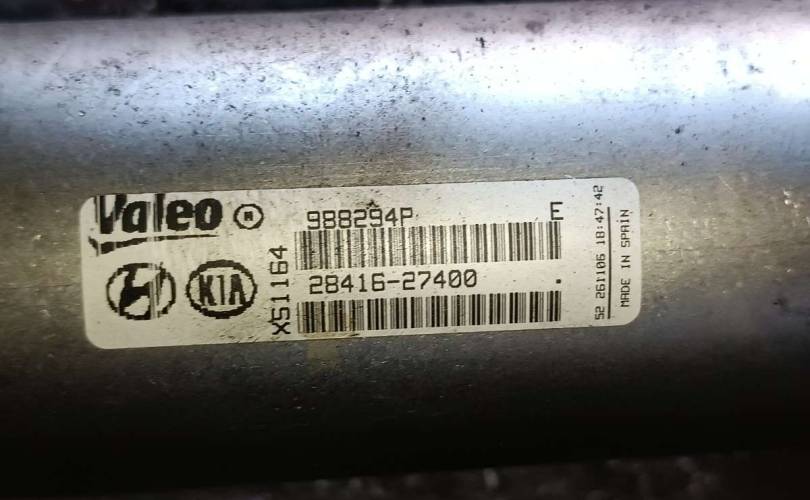 Valeo M
988294P
E
KIA
X51164
28416-27400
.
52 261106 18:47:42
MADE IN SPAIN